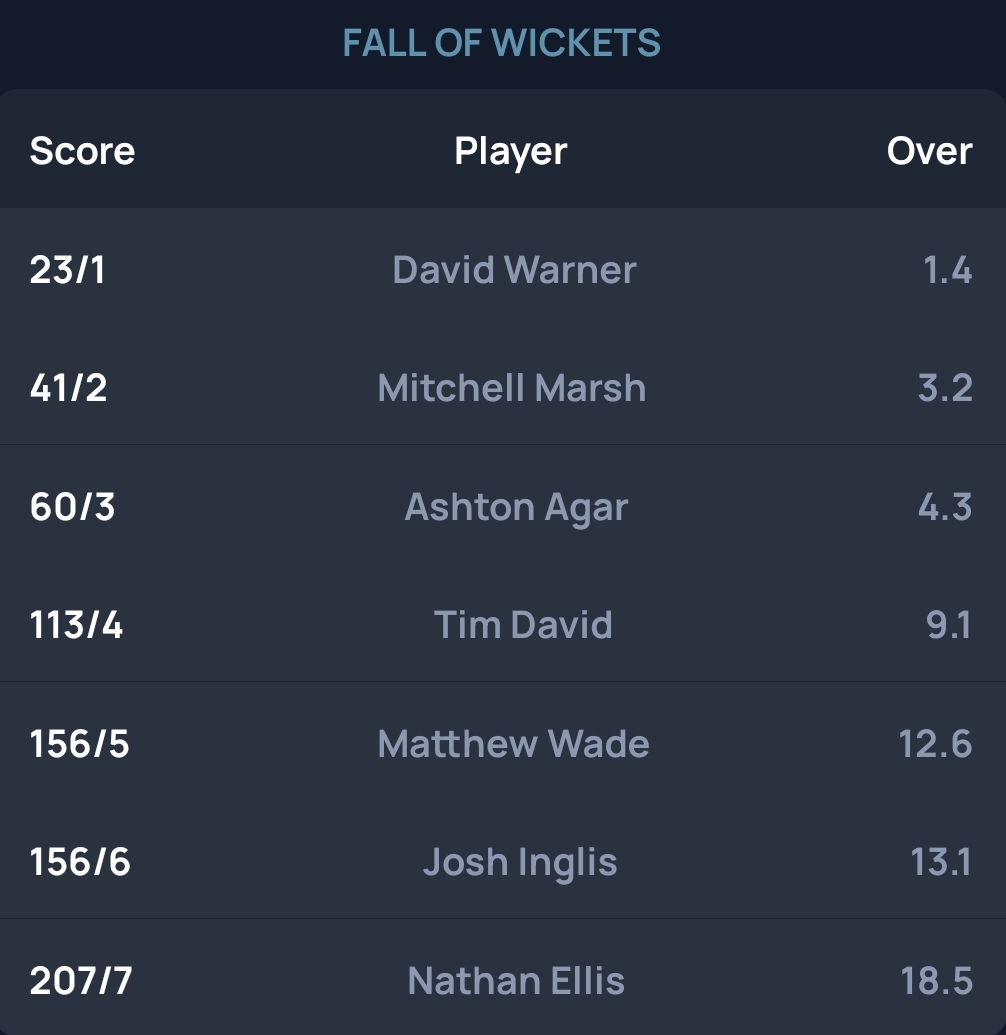 FALL OF WICKETS
Score Player Over
23/1 David Warner 1.4
41/2 Mitchell Marsh 3.2
60/3 Ashton Agar 4.3
113/4 Tim David 9.1
156/5 Matthew Wade 12.6
156/6 Josh Inglis 13.1
207/7 Nathan Ellis 18.5